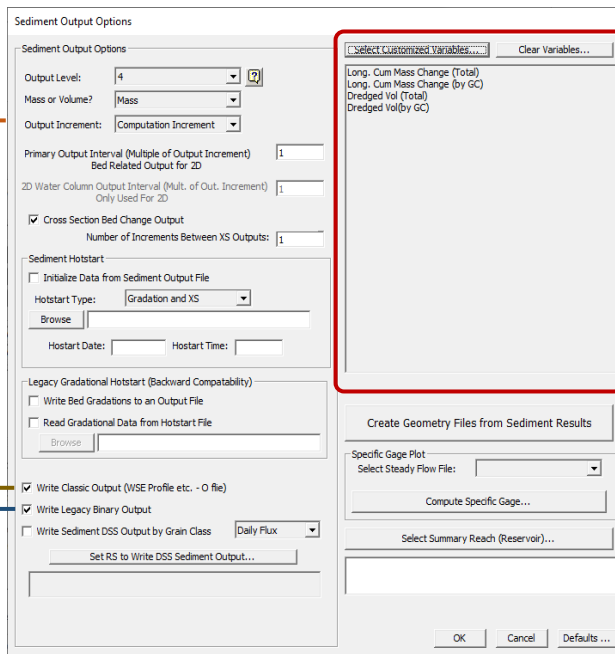 Sediment Output Options
Sediment Output Options
Output Level:
4
Mass or Volume?
Mass
Output Increment:
Computation Increment
Primary Output Interval (Multiple of Output Increment)
Bed Related Output for 2D
1
2D Water Column Output Interval (Mult. of Out. Increment)
Only Used For 2D
1
Cross Section Bed Change Output
Number of Increments Between XS Outputs:
1
Sediment Hotstart
Initialize Data from Sediment Output File
Hotstart Type:
Gradation and XS
Browse
Hostart Date:
Hostart Time:
Legacy Gradational Hotstart (Backward Compatability)
Write Bed Gradations to an Output File
Read Gradational Data from Hotstart File
Browse
Write Classic Output (WSE Profile etc. - O flie)
Write Legacy Binary Output
Write Sediment DSS Output by Grain Class
Daily Flux
Set RS to Write DSS Sediment Output...
Select Customized Variables...
Clear Variables...
Long. Cum Mass Change (Total)
Long. Cum Mass Change (by GC)
Dredged Vol (Total)
Dredged Vol(by GC)
Create Geometry Files from Sediment Results
Specific Gage Plot
Select Steady Flow File:
Compute Specific Gage...
Select Summary Reach (Reservoir)...
OK
Cancel
Defaults ...